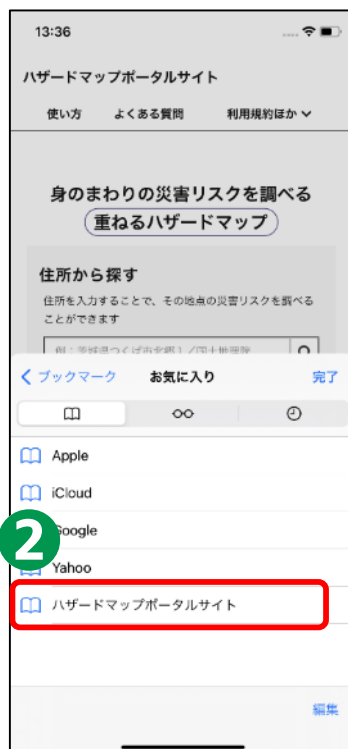 13:36
ハザードマップポータルサイト
使い方 よくある質問 利用規約ほか
身のまわりの災害リスクを調べる
重ねるハザードマップ
住所から探す
住所を入力することで、その地点の災害リスクを調べる
ことができます
ブックマーク お気に入り 完了
Apple
iCloud
2
Google
Yahoo
ハザードマップポータルサイト
編集